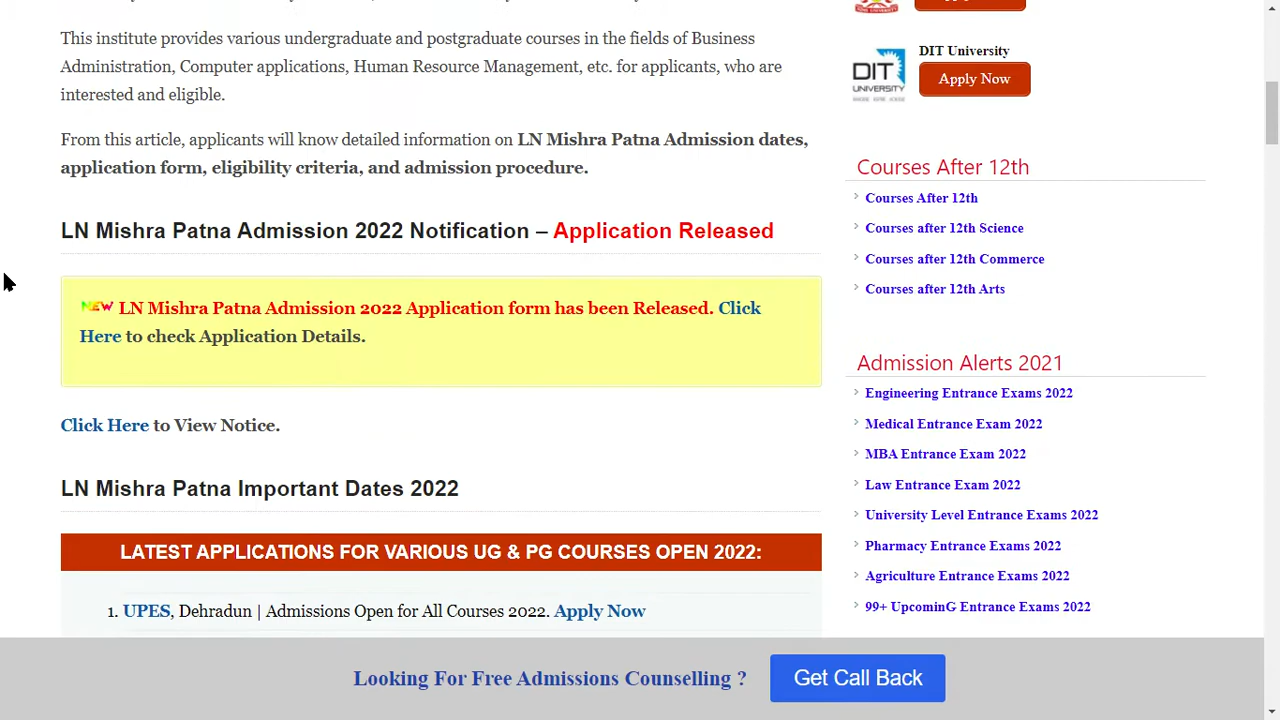 This institute provides various undergraduate and postgraduate courses in the fields of Business
Administration, Computer applications, Human Resource Management, etc. for applicants, who are
interested and eligible.
From this article, applicants will know detailed information on LN Mishra Patna Admission dates,
application form, eligibility criteria, and admission procedure.
LN Mishra Patna Admission 2022 Notification – Application Released
NEW LN Mishra Patna Admission 2022 Application form has been Released. Click
Here to check Application Details.
Click Here to View Notice.
LN Mishra Patna Important Dates 2022
LATEST APPLICATIONS FOR VARIOUS UG & PG COURSES OPEN 2022:
1. UPES, Dehradun | Admissions Open for All Courses 2022. Apply Now
DIT
UNIVERSITY
DIT University
Apply Now
Courses After 12th
Courses After 12th
Courses after 12th Science
Courses after 12th Commerce
Courses after 12th Arts
Admission Alerts 2021
Engineering Entrance Exams 2022
Medical Entrance Exam 2022
MBA Entrance Exam 2022
Law Entrance Exam 2022
University Level Entrance Exams 2022
Pharmacy Entrance Exams 2022
Agriculture Entrance Exams 2022
99+ UpcominG Entrance Exams 2022
Looking For Free Admissions Counselling ?
Get Call Back